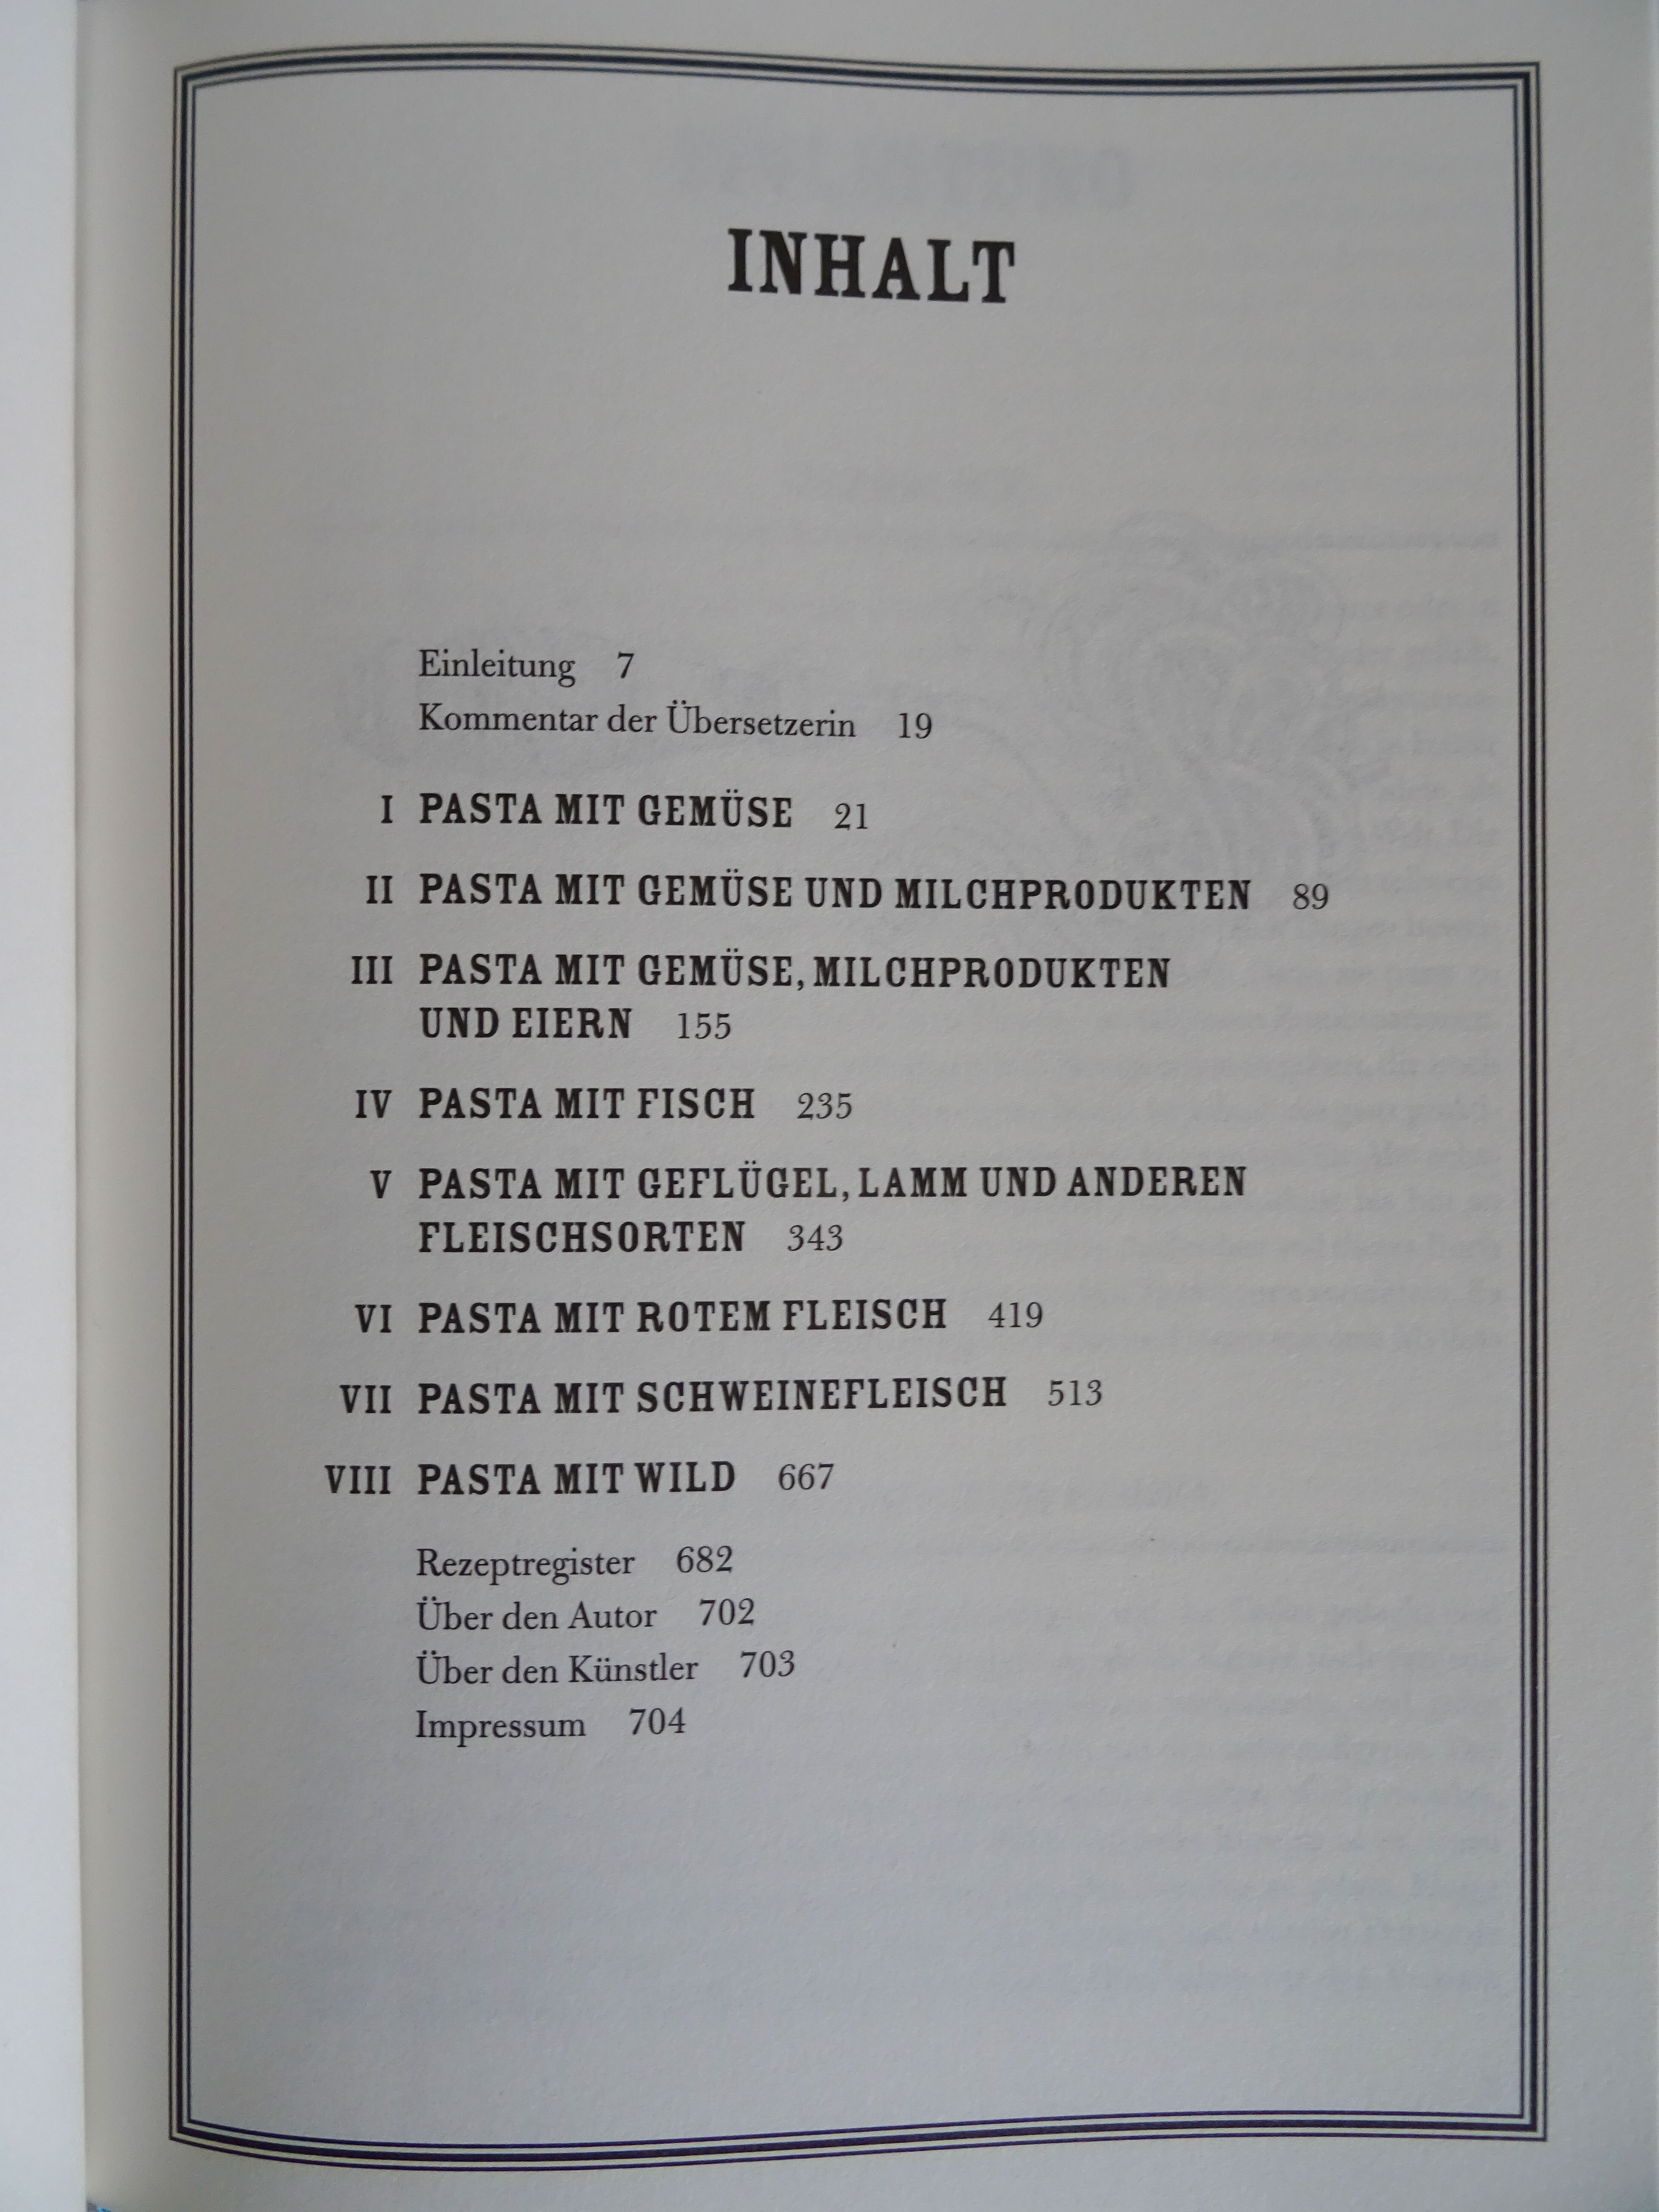 INHALT
Einleitung 7
Kommentar der Übersetzerin 19
I PASTA MIT GEMÜSE 21
II PASTA MIT GEMÜSE UND MILCHPRODUKTEN 89
III PASTA MIT GEMÜSE, MILCHPRODUKTEN
UND EIERN 155
IV PASTA MIT FISCH 235
V PASTA MIT GEFLÜGEL, LAMM UND ANDEREN
FLEISCHSORTEN 343
VI PASTA MIT ROTEM FLEISCH 419
VII PASTA MIT SCHWEINEFLEISCH 513
VIII PASTA MIT WILD 667
Rezeptregister 682
Über den Autor 702
Über den Künstler 703
Impressum 704